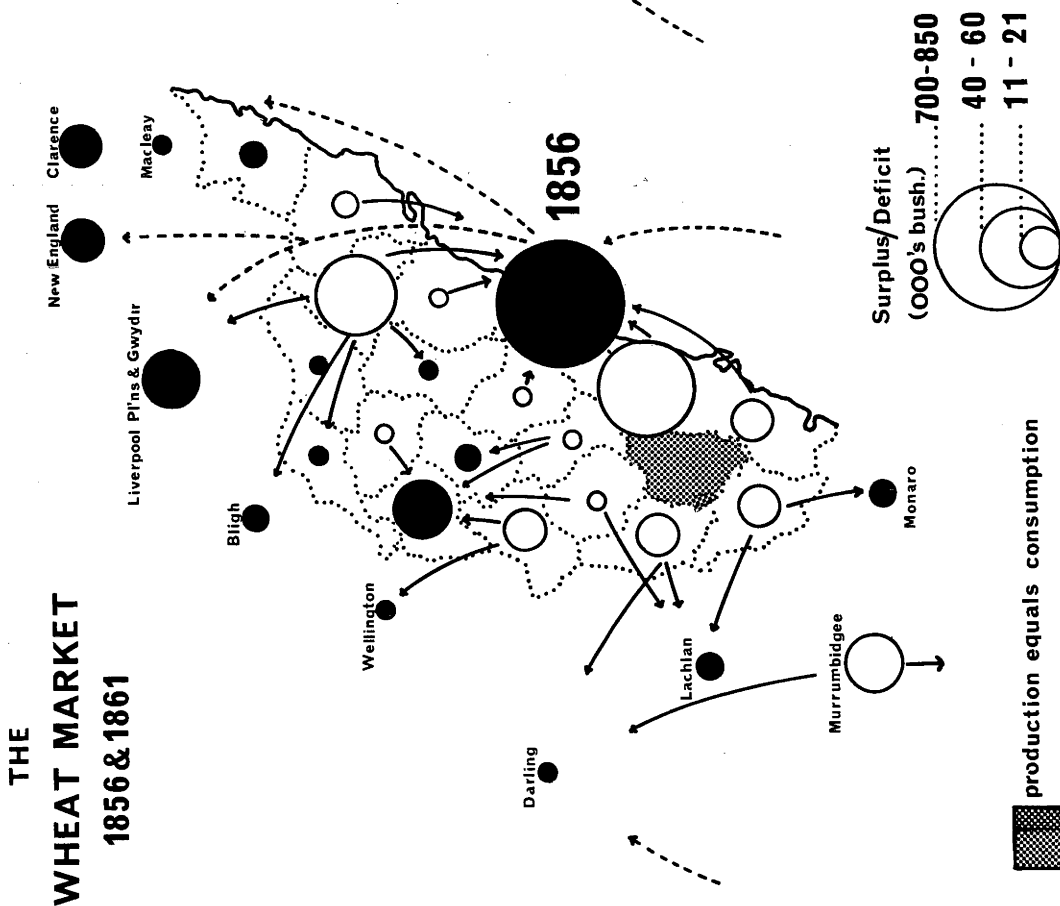 THE
WHEAT MARKET
1856&1861
Clarence
Macleay
New England
Liverpool Pl'ns & Gwydir
Bligh
Wellington
Darling
Lachlan
Murrumbidgee
Monaro
1856
Surplus/Deficit
(000's bush.)
700-850
40 - 60
11 - 21
production equals consumption